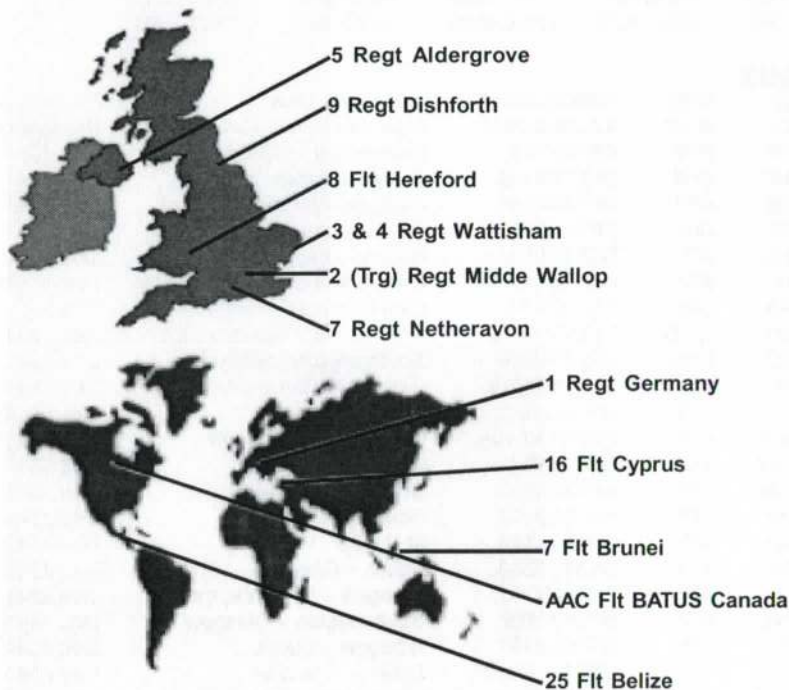 5 Regt Aldergrove
9 Regt Dishforth
8 Flt Hereford
3 & 4 Regt Wattisham
2 (Trg) Regt Midde Wallop
7 Regt Netheravon
1 Regt Germany
16 Flt Cyprus
7 Flt Brunei
AAC Flt BATUS Canada
25 Flt Belize